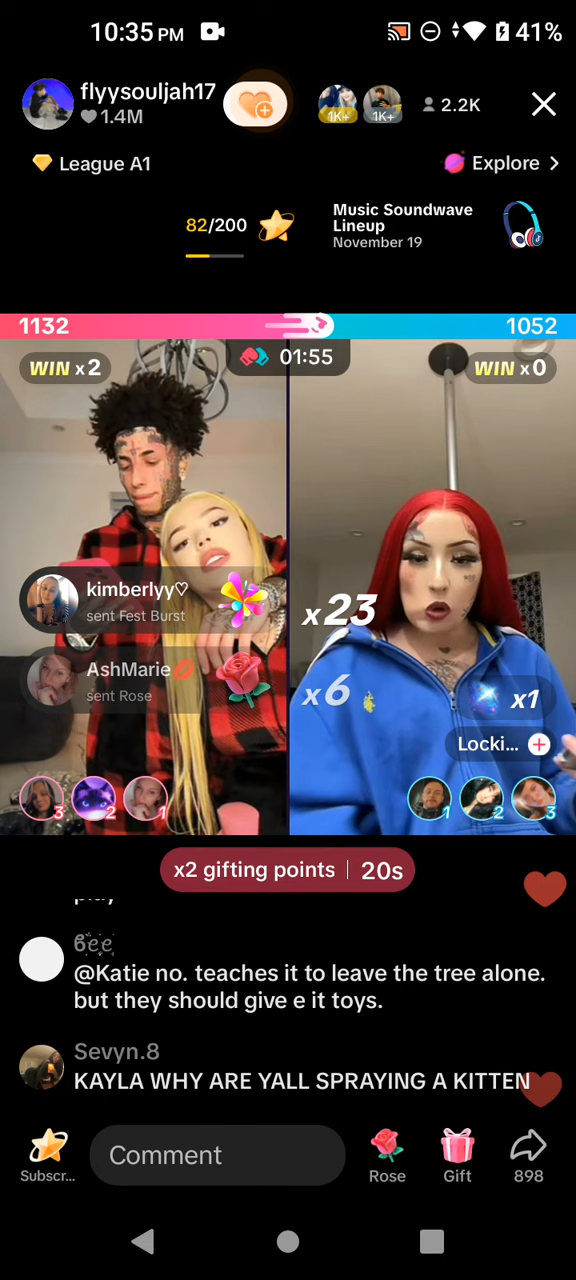 10:35 PM
41%
flyysouljah17
1.4M
1K+
1K+
2.2K
League A1
Explore
82/200
Music Soundwave
Lineup
November 19
1132
1052
WIN x2
01:55
WIN x0
kimberlyy♡
sent Fest Burst
x23
AshMarie💋
sent Rose
x6
x1
Locki...
3
2
1
1
2
3
x2 gifting points | 20s
@Katie no. teaches it to leave the tree alone.
but they should give e it toys.
Sevyn.8
KAYLA WHY ARE YALL SPRAYING A KITTEN
Comment
Subscr...
Rose
Gift
898